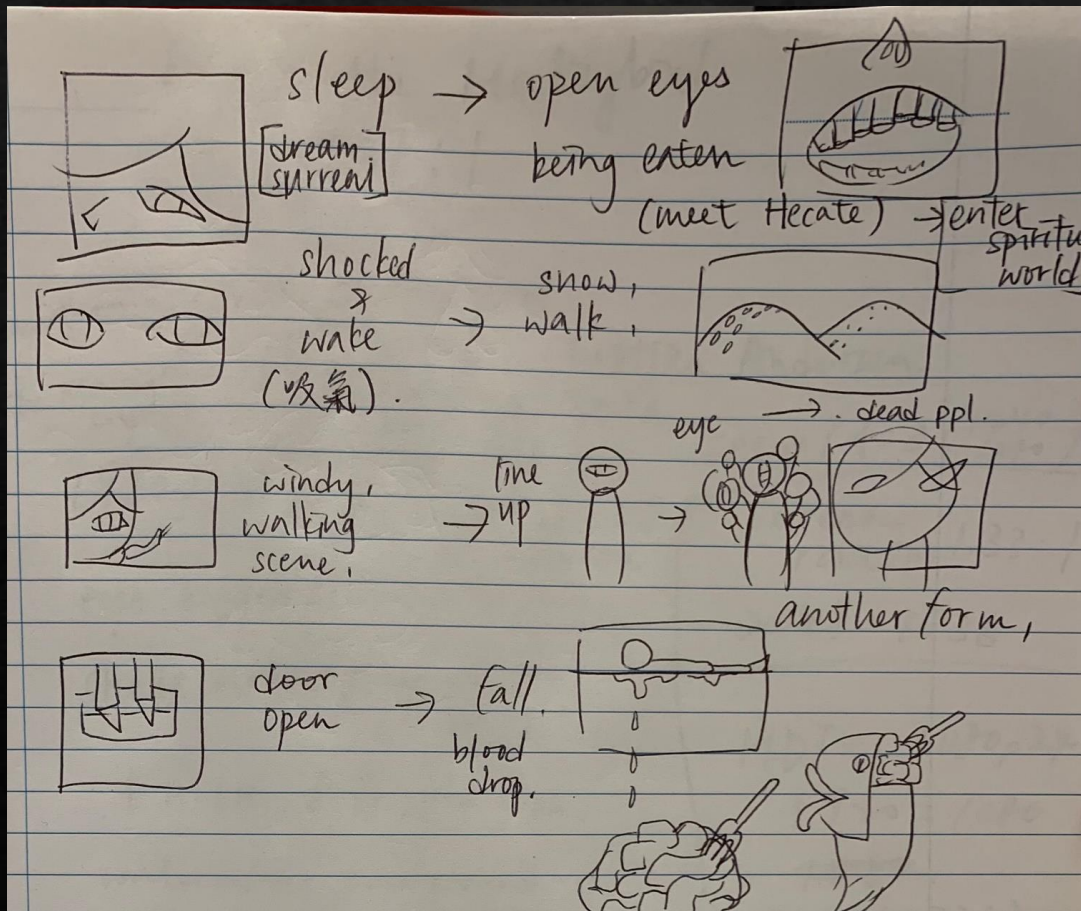 sleep → open eyes
[dream,
surreal]
being eaten
(meet Hecate) → enter
spiritu
world
shocked
&
wake
(吸氣).
→ snow,
walk,
→ . dead ppl.
windy,
walking
scene,
→ line
up
→
eye
another form,
door
open
→ fall.
blood
drop.